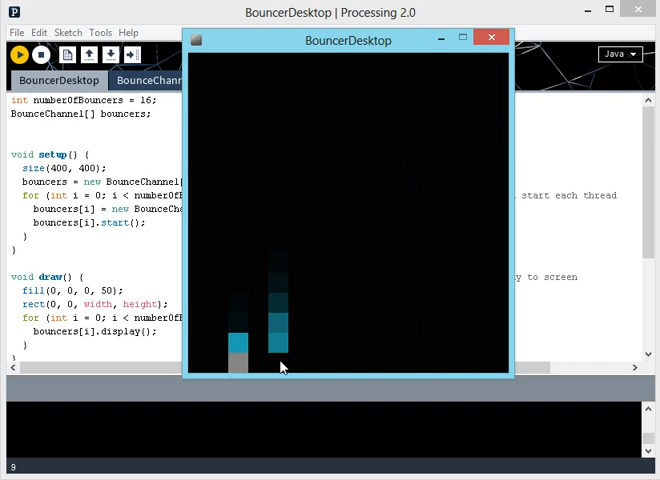 BouncerDesktop | Processing 2.0
File Edit Sketch Tools Help
Java
BouncerDesktop
BounceChann
BouncerDesktop
int numberOfBouncers = 16;
BounceChannel[] bouncers;
void setup() {
size(400, 400);
bouncers = new BounceChannel[
for (int i = 0; i < numberOfB
start each thread
bouncers[i] = new BounceCha
bouncers[i].start();
}
}
void draw() {
to screen
fill(0, 0, 0, 50);
rect(0, 0, width, height);
for (int i = 0; i < numberOfB
bouncers[i].display();
}
}
9